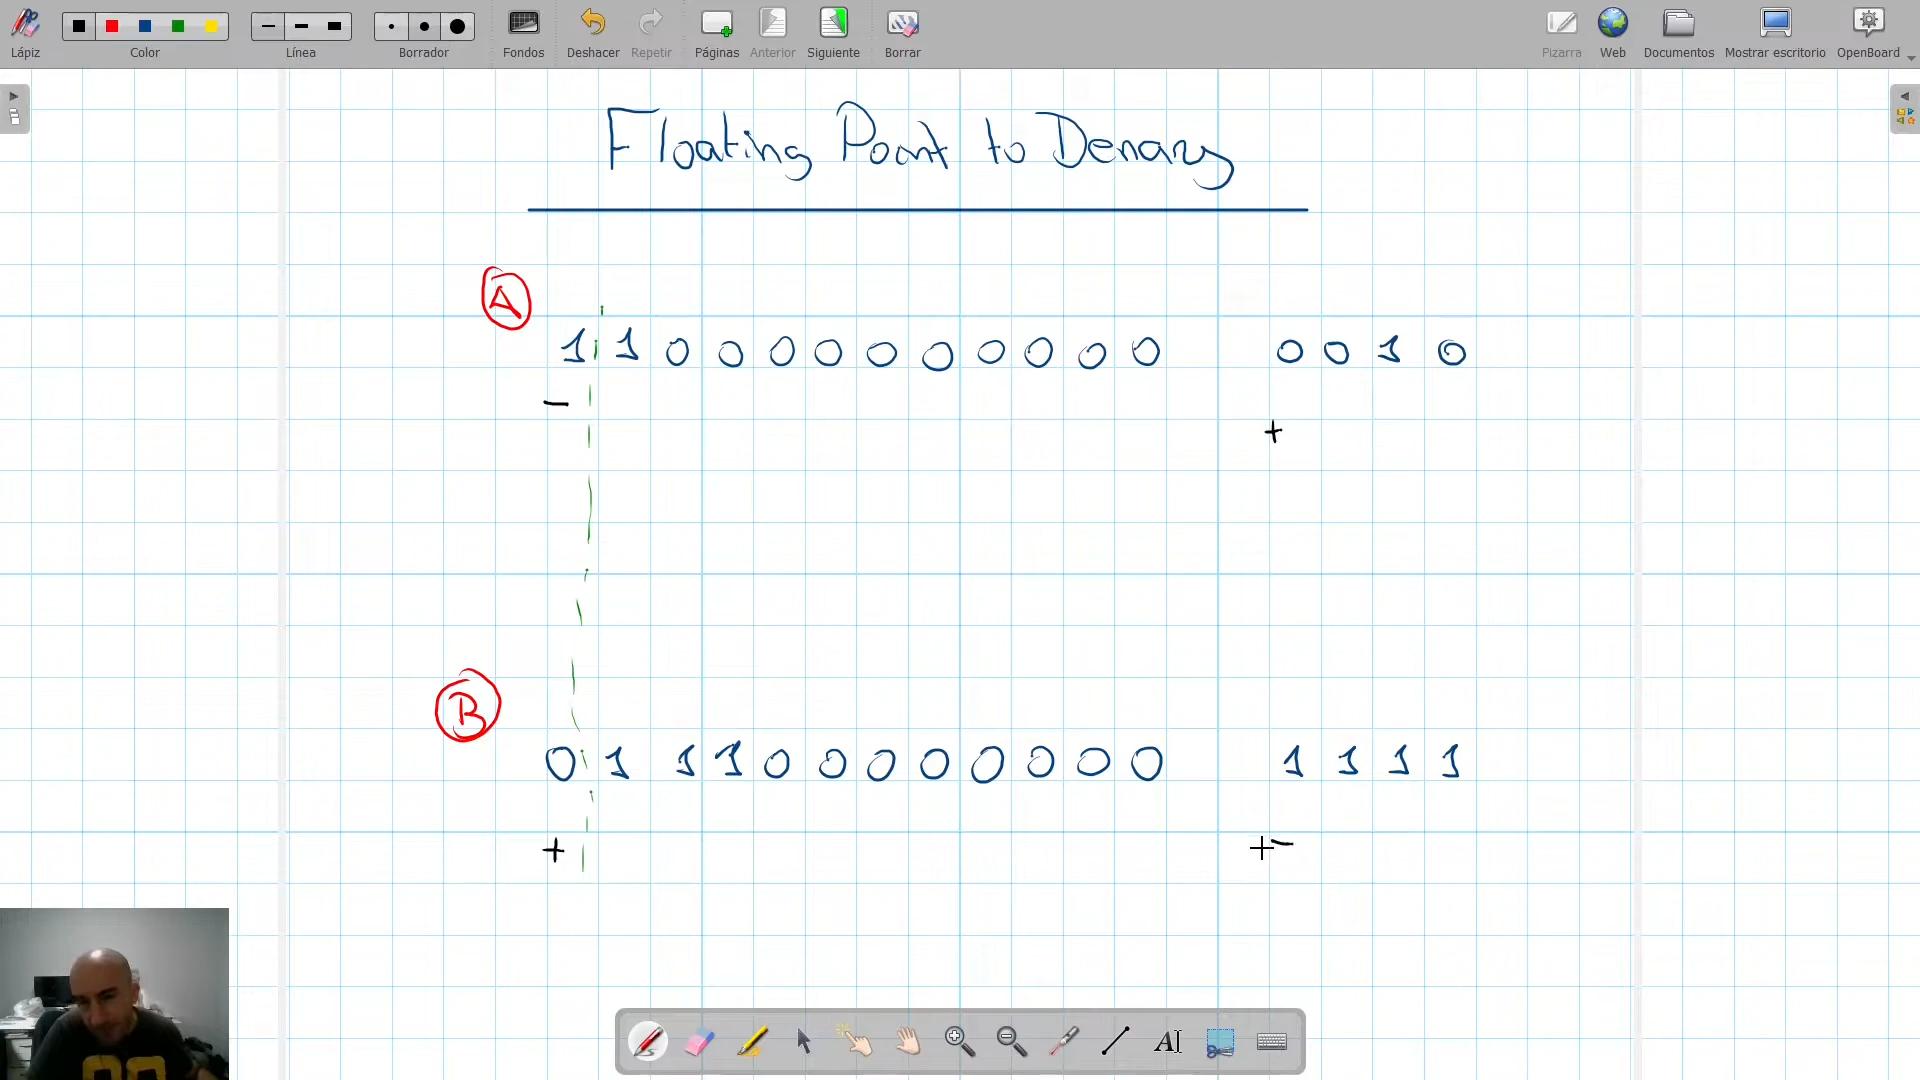 Lápiz Color Línea Borrador Fondos Deshacer Repetir Páginas Anterior Siguiente Borrar Pizarra Web Documentos Mostrar escritorio OpenBoard
Floating Point to Denary
A
1 1 0 0 0 0 0 0 0 0 0 0 0 0 1 0
- +
B
0 1 1 1 0 0 0 0 0 0 0 0 1 1 1 1
+ -